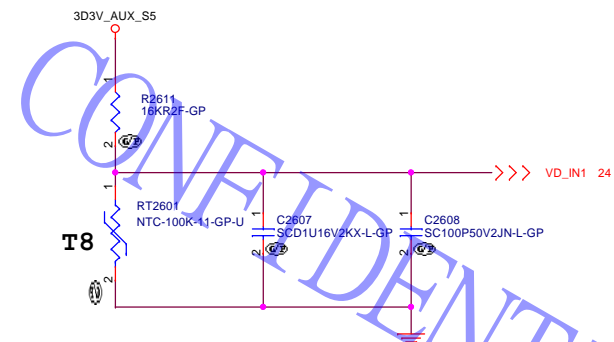 3D3V_AUX_S5
1
R2611
16KR2F-GP
2
G/P
VD_IN1 24
1
RT2601
NTC-100K-11-GP-U
T8
2
1
C2607
SCD1U16V2KX-L-GP
2
G/P
1
C2608
SC100P50V2JN-L-GP
2
G/P
CONFIDENT